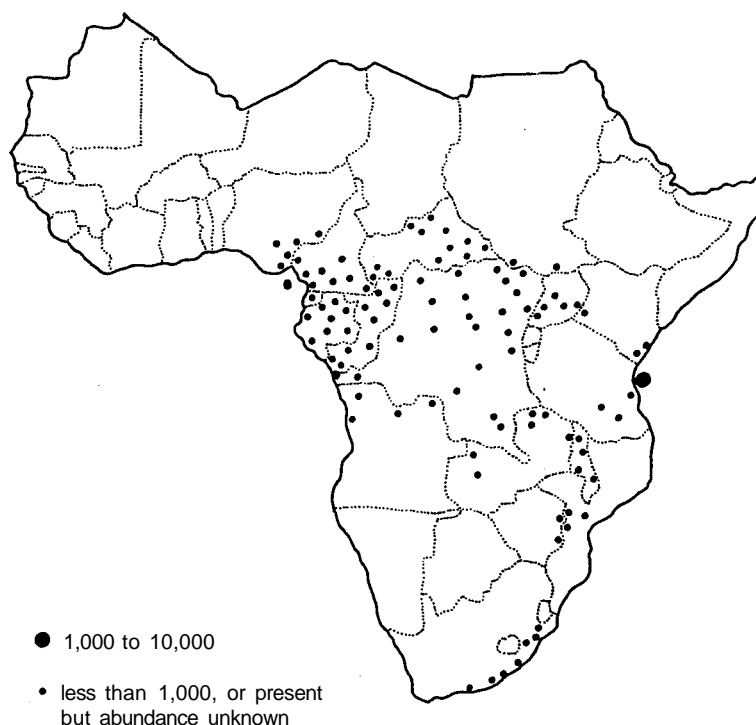 1,000 to 10,000
less than 1,000, or present
but abundance unknown